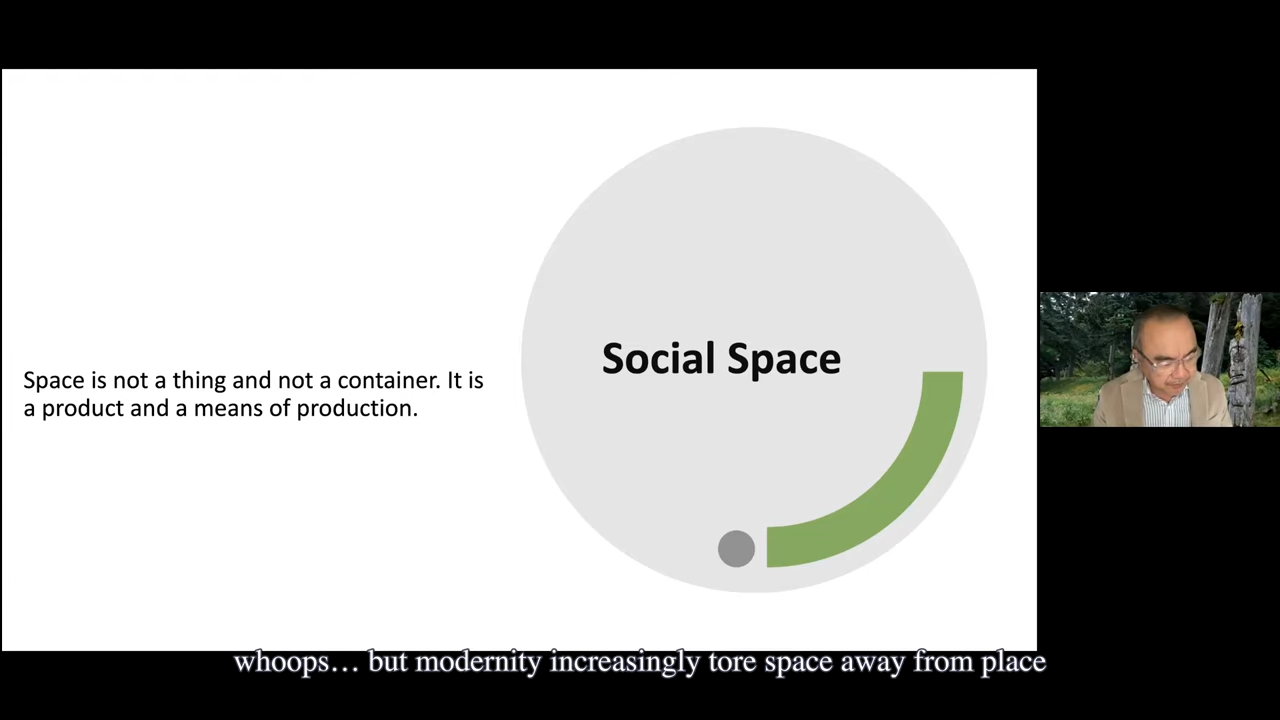 Space is not a thing and not a container. It is
a product and a means of production.
Social Space
whoops… but modernity increasingly tore space away from place